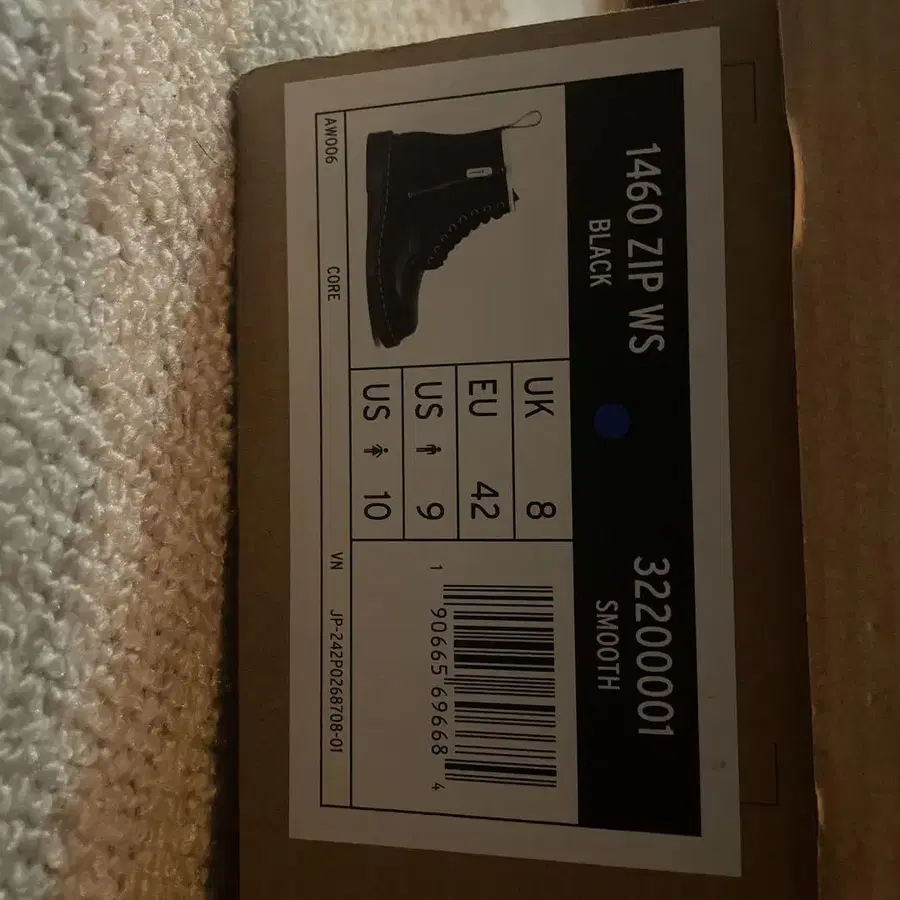 1460 ZIP WS 32200001
BLACK SMOOTH
UK 8
EU 42
US 9
US 10
1 90665 69668 4
AW006 CORE VN JP-242P0268708-01